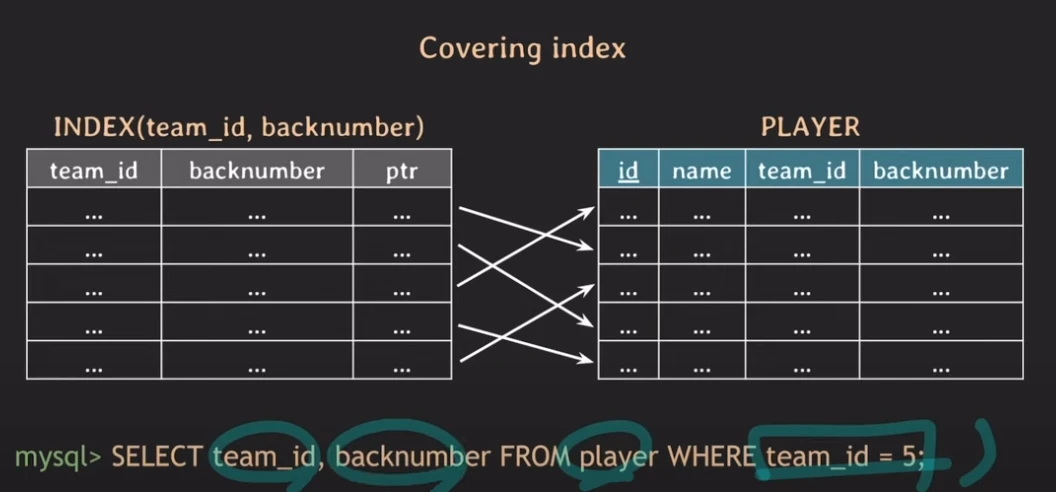 Covering index
INDEX(team_id, backnumber) PLAYER
team_id backnumber ptr id name team_id backnumber
... ... ... ... ... ... ...
... ... ... ... ... ... ...
... ... ... ... ... ... ...
... ... ... ... ... ... ...
... ... ... ... ... ... ...
mysql> SELECT team_id, backnumber FROM player WHERE team_id = 5;